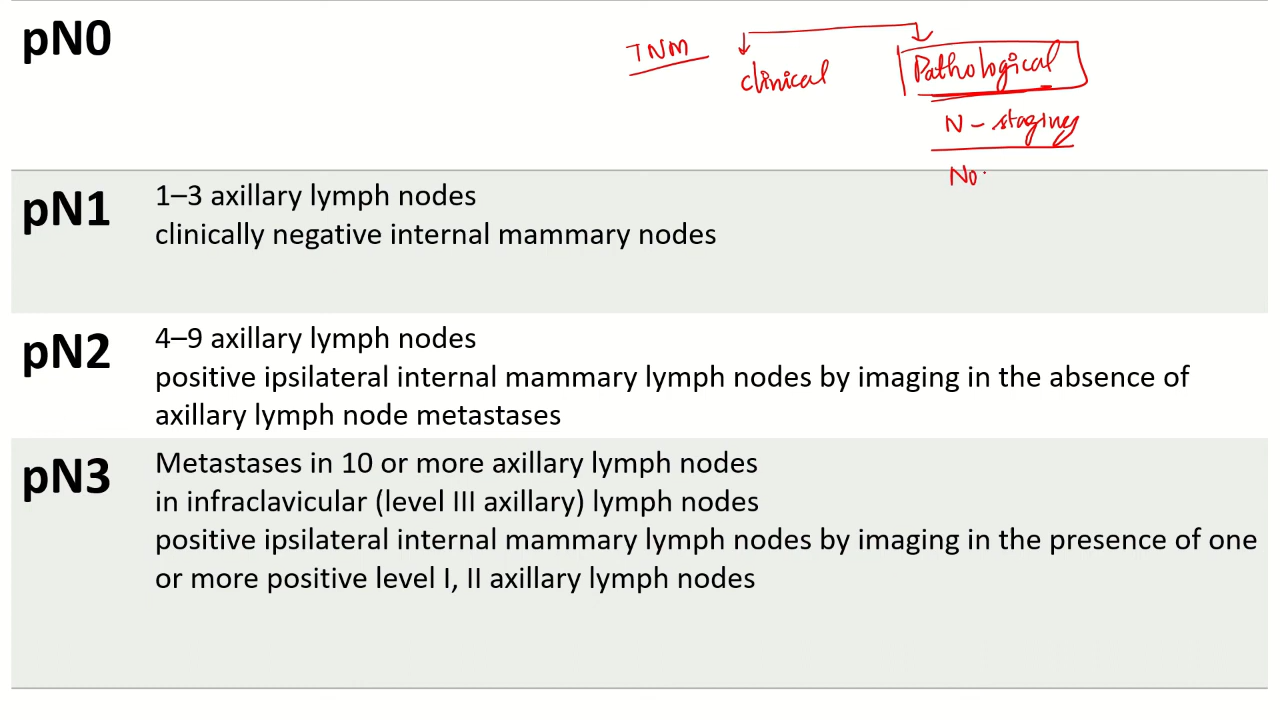 pN0
TNM
clinical
Pathological
N - staging
N0
pN1
1–3 axillary lymph nodes
clinically negative internal mammary nodes
pN2
4–9 axillary lymph nodes
positive ipsilateral internal mammary lymph nodes by imaging in the absence of
axillary lymph node metastases
pN3
Metastases in 10 or more axillary lymph nodes
in infraclavicular (level III axillary) lymph nodes
positive ipsilateral internal mammary lymph nodes by imaging in the presence of one
or more positive level I, II axillary lymph nodes